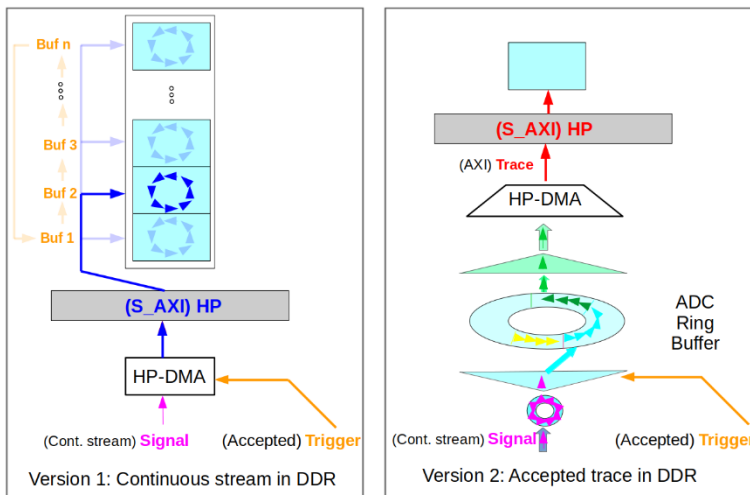 Buf n
Buf 3
Buf 2
Buf 1
(S_AXI) HP
HP-DMA
(Cont. stream) Signal
(Accepted) Trigger
Version 1: Continuous stream in DDR
(S_AXI) HP
(AXI) Trace
HP-DMA
ADC
Ring
Buffer
(Cont. stream) Signal
(Accepted) Trigger
Version 2: Accepted trace in DDR